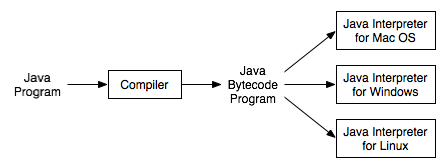 Java
Program
Compiler
Java
Bytecode
Program
Java Interpreter
for Mac OS
Java Interpreter
for Windows
Java Interpreter
for Linux